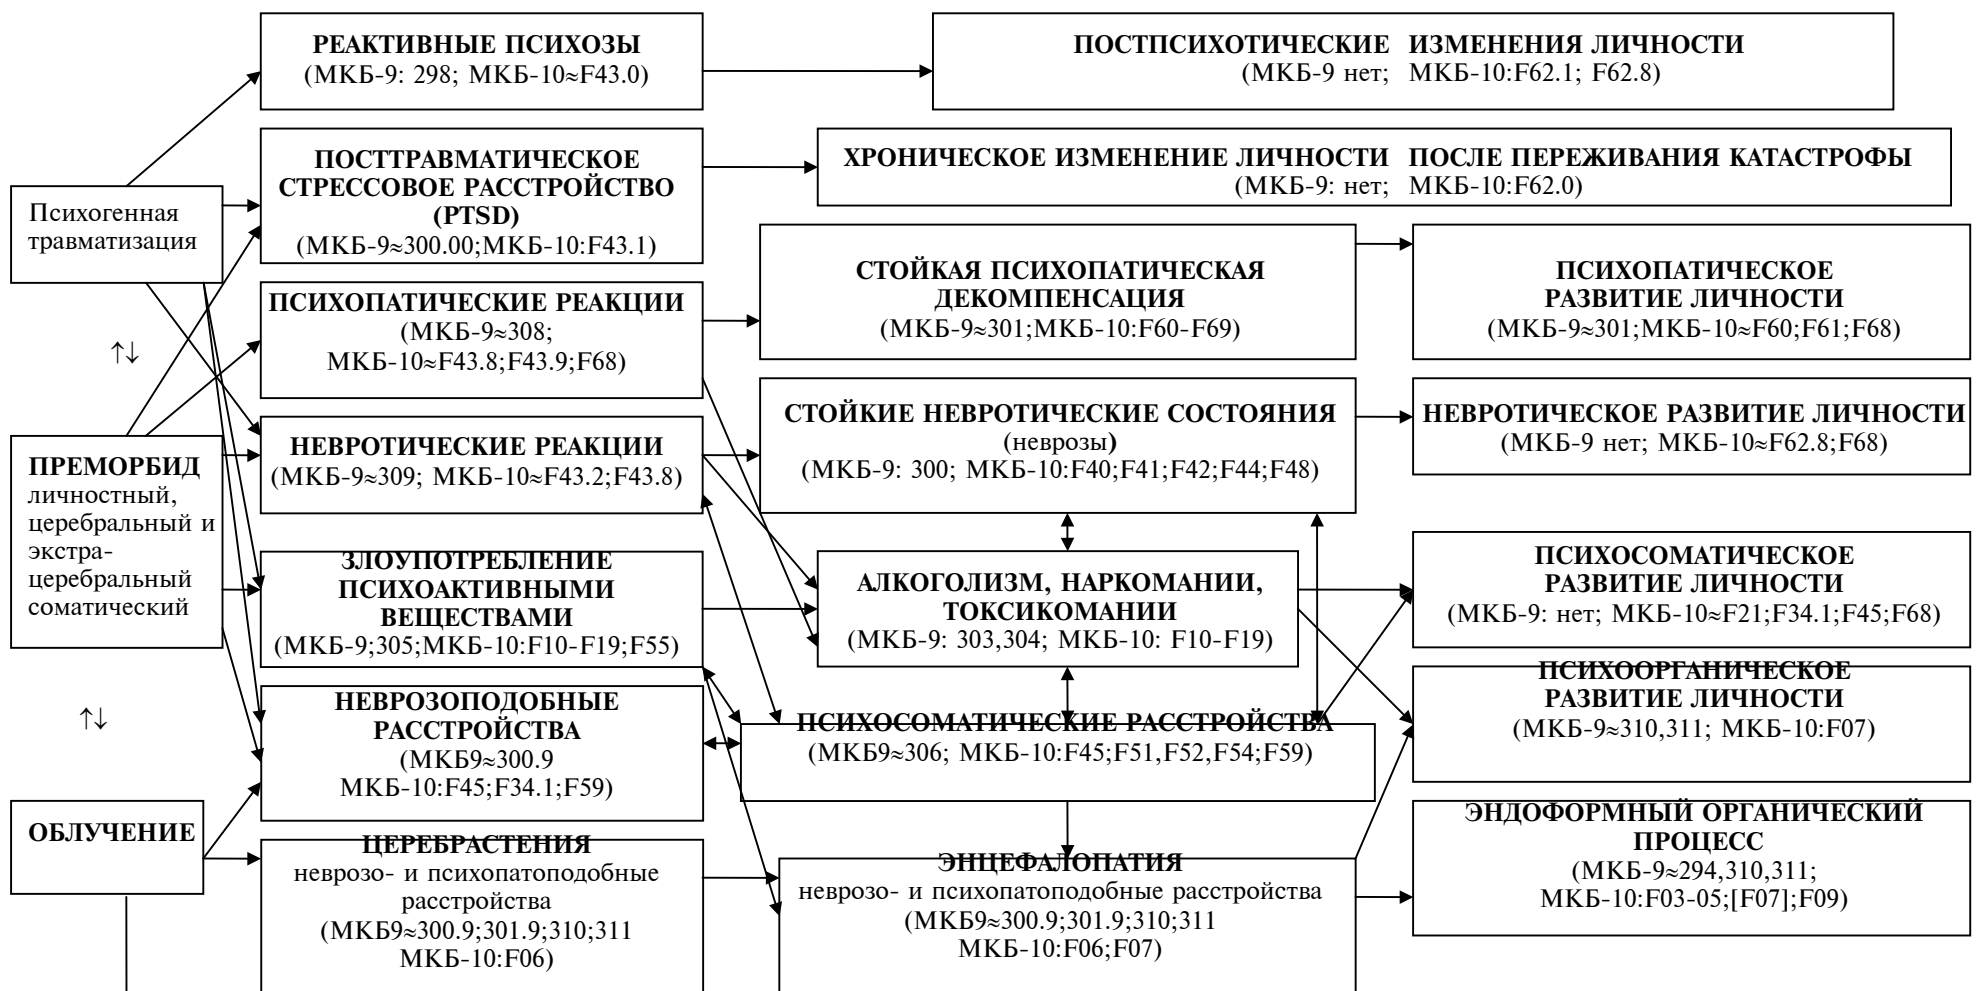 РЕАКТИВНЫЕ ПСИХОЗЫ
(МКБ-9: 298; МКБ-10≈F43.0)
ПОСТПСИХОТИЧЕСКИЕ ИЗМЕНЕНИЯ ЛИЧНОСТИ
(МКБ-9 нет; МКБ-10:F62.1; F62.8)
ПОСТТРАВМАТИЧЕСКОЕ
СТРЕССОВОЕ РАССТРОЙСТВО
(PTSD)
(МКБ-9≈300.00;МКБ-10:F43.1)
ХРОНИЧЕСКОЕ ИЗМЕНЕНИЕ ЛИЧНОСТИ ПОСЛЕ ПЕРЕЖИВАНИЯ КАТАСТРОФЫ
(МКБ-9: нет; МКБ-10:F62.0)
Психогенная
травматизация
ПСИХОПАТИЧЕСКИЕ РЕАКЦИИ
(МКБ-9≈308;
МКБ-10≈F43.8;F43.9;F68)
СТОЙКАЯ ПСИХОПАТИЧЕСКАЯ
ДЕКОМПЕНСАЦИЯ
(МКБ-9≈301;МКБ-10:F60-F69)
ПСИХОПАТИЧЕСКОЕ
РАЗВИТИЕ ЛИЧНОСТИ
(МКБ-9≈301;МКБ-10≈F60;F61;F68)
↑↓
НЕВРОТИЧЕСКИЕ РЕАКЦИИ
(МКБ-9≈309; МКБ-10≈F43.2;F43.8)
СТОЙКИЕ НЕВРОТИЧЕСКИЕ СОСТОЯНИЯ
(неврозы)
(МКБ-9: 300; МКБ-10:F40;F41;F42;F44;F48)
НЕВРОТИЧЕСКОЕ РАЗВИТИЕ ЛИЧНОСТИ
(МКБ-9 нет; МКБ-10≈F62.8;F68)
ПРЕМОРБИД
личностный,
церебральный и
экстра-
церебральный
соматический
ЗЛОУПОТРЕБЛЕНИЕ
ПСИХОАКТИВНЫМИ
ВЕЩЕСТВАМИ
(МКБ-9;305;МКБ-10:F10-F19;F55)
АЛКОГОЛИЗМ, НАРКОМАНИИ,
ТОКСИКОМАНИИ
(МКБ-9: 303,304; МКБ-10: F10-F19)
ПСИХОСОМАТИЧЕСКОЕ
РАЗВИТИЕ ЛИЧНОСТИ
(МКБ-9: нет; МКБ-10≈F21;F34.1;F45;F68)
↑↓
НЕВРОЗОПОДОБНЫЕ
РАССТРОЙСТВА
(МКБ9≈300.9
МКБ-10:F45;F34.1;F59)
ПСИХОСОМАТИЧЕСКИЕ РАССТРОЙСТВА
(МКБ9≈306; МКБ-10:F45;F51,F52,F54;F59)
ПСИХООРГАНИЧЕСКОЕ
РАЗВИТИЕ ЛИЧНОСТИ
(МКБ-9≈310,311; МКБ-10:F07)
ОБЛУЧЕНИЕ
ЦЕРЕБРАСТЕНИЯ
неврозо- и психопатоподобные
расстройства
(МКБ9≈300.9;301.9;310;311
МКБ-10:F06)
ЭНЦЕФАЛОПАТИЯ
неврозо- и психопатоподобные расстройства
(МКБ9≈300.9;301.9;310;311
МКБ-10:F06;F07)
ЭНДОФОРМНЫЙ ОРГАНИЧЕСКИЙ
ПРОЦЕСС
(МКБ-9≈294,310,311;
МКБ-10:F03-05;[F07];F09)